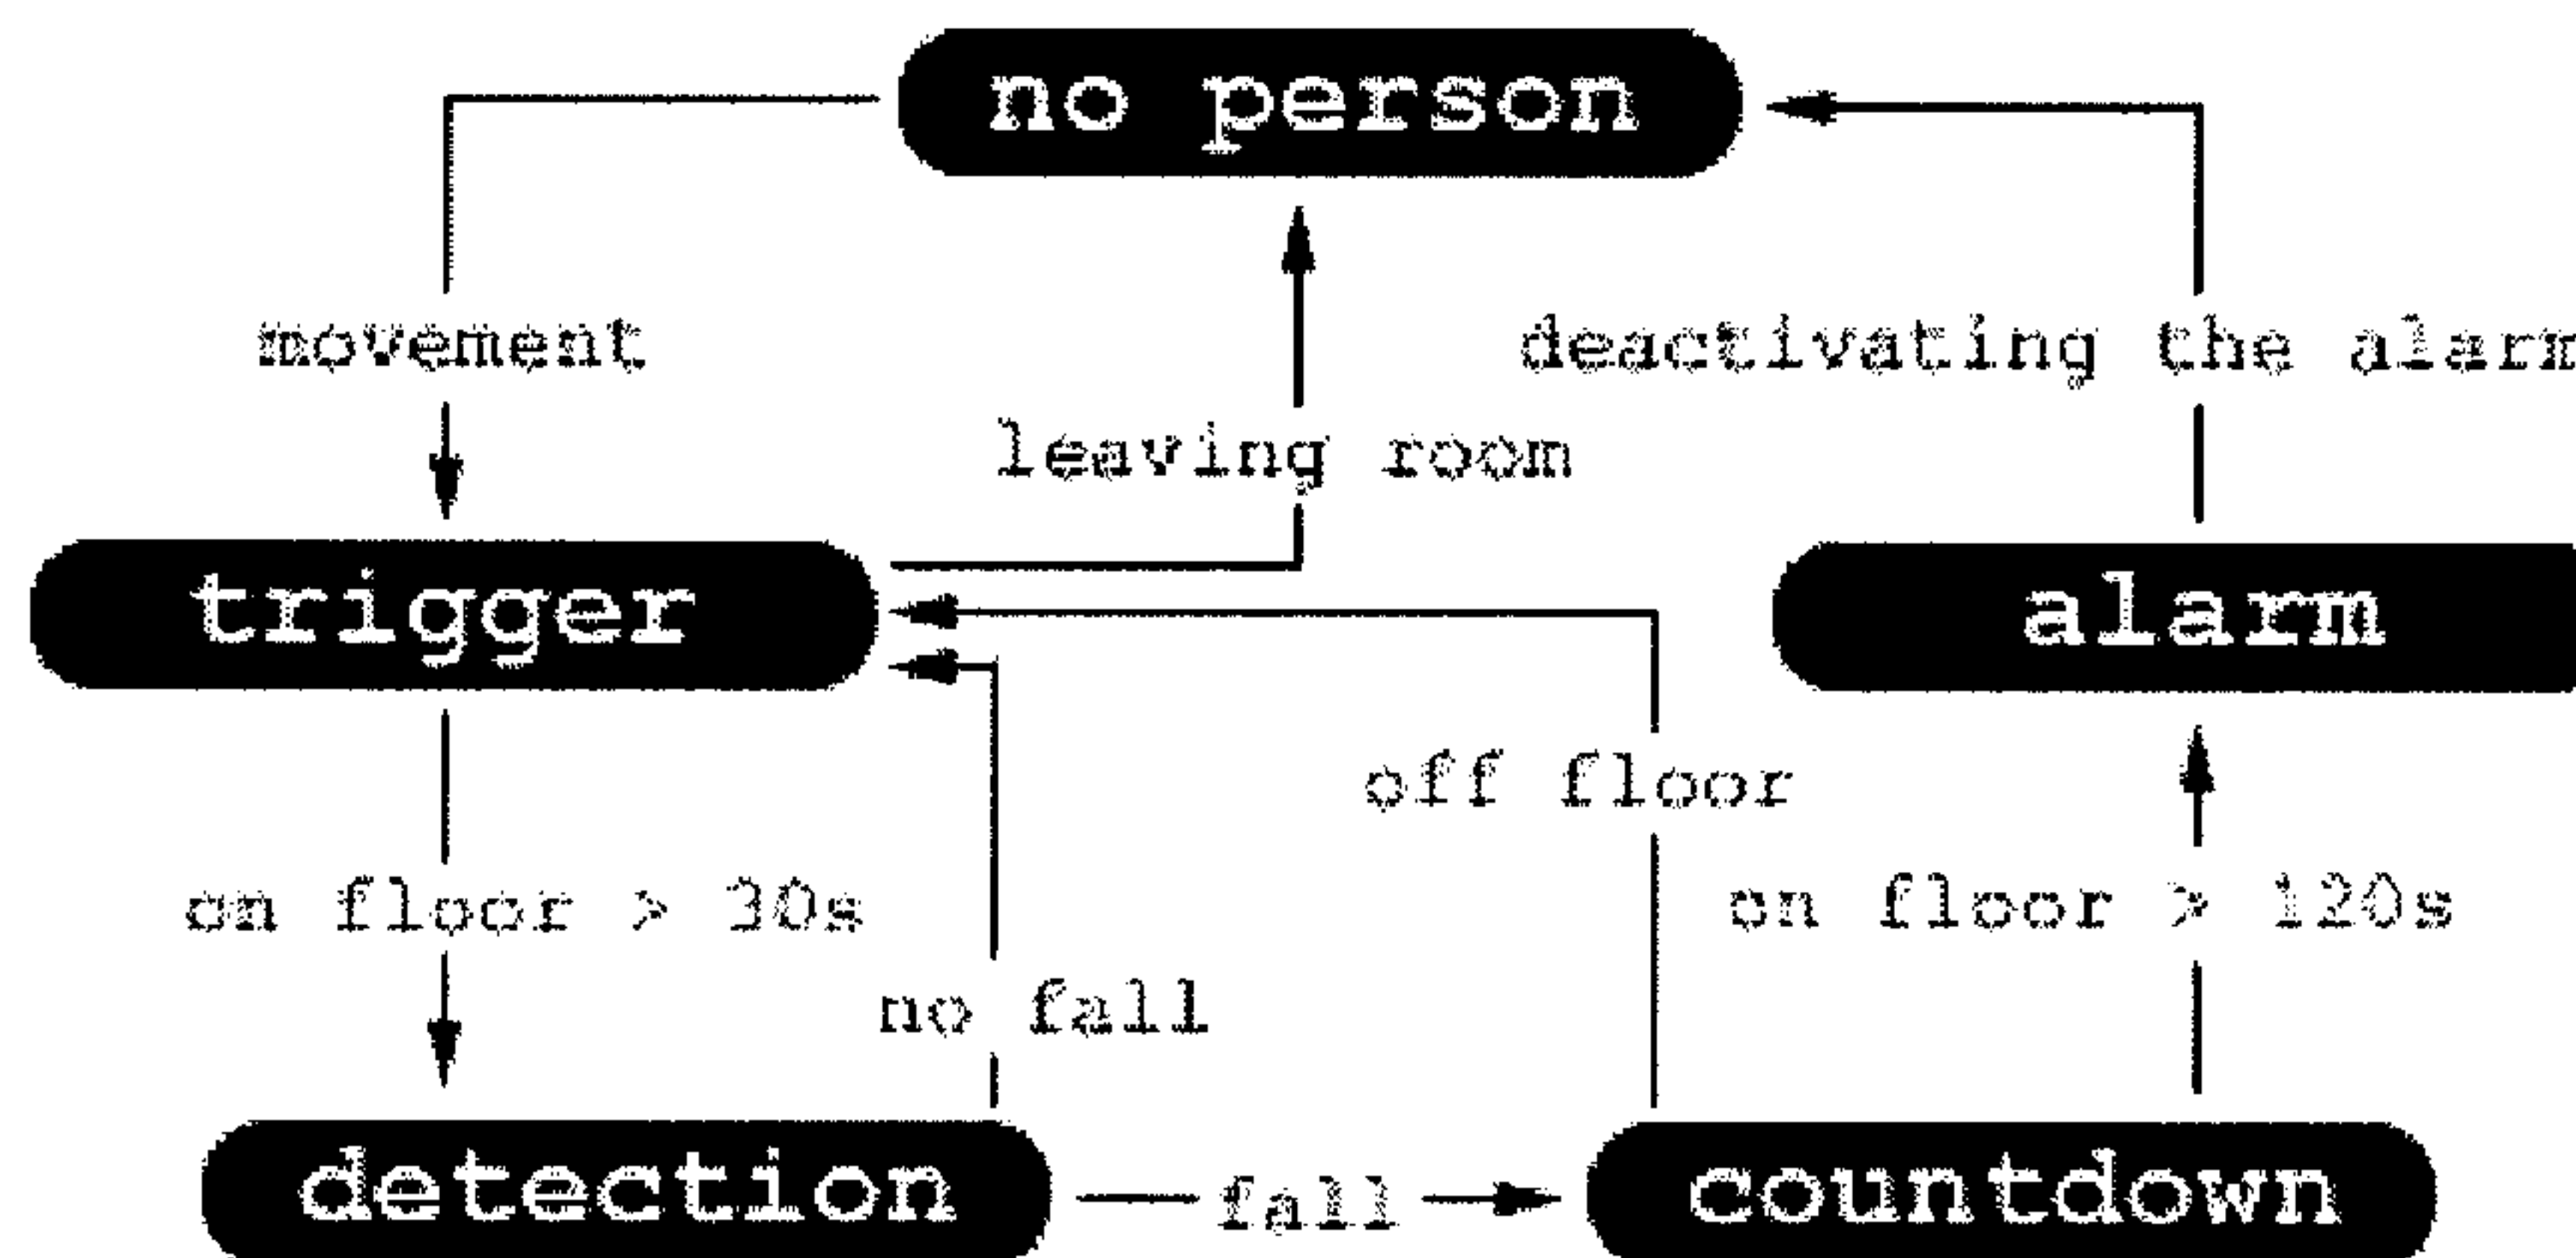 no person
movement
deactivating the alarm
leaving room
trigger
alarm
off floor
on floor > 30s
on floor > 120s
no fall
detection
fall
countdown